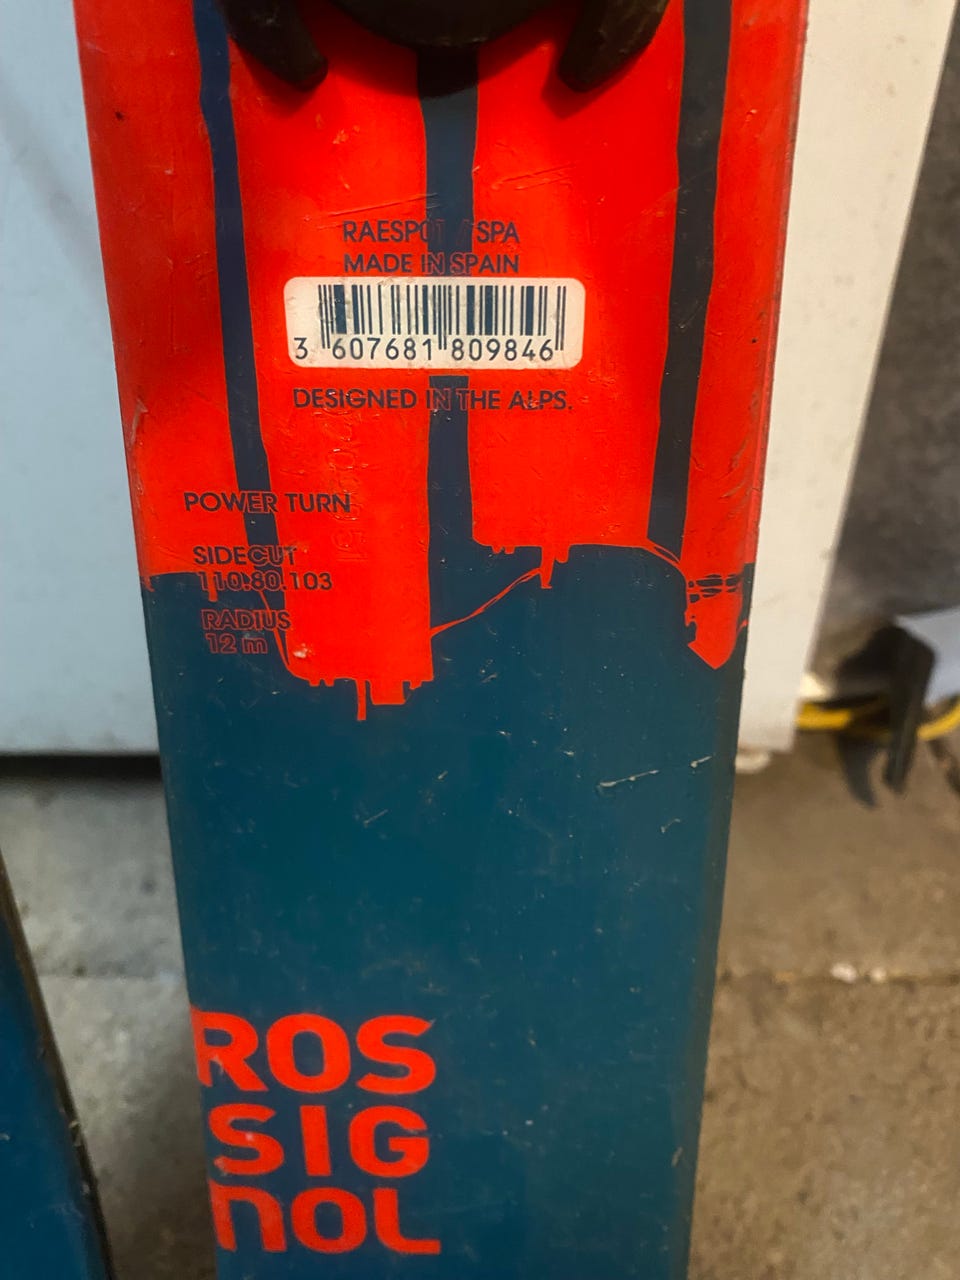 SPA
MADE IN SPAIN
3 607681 809846
DESIGNED IN THE ALPS.
POWER TURN
SIDECUT
110.80.103
RADIUS
12 m
ROS
SIG
NOL